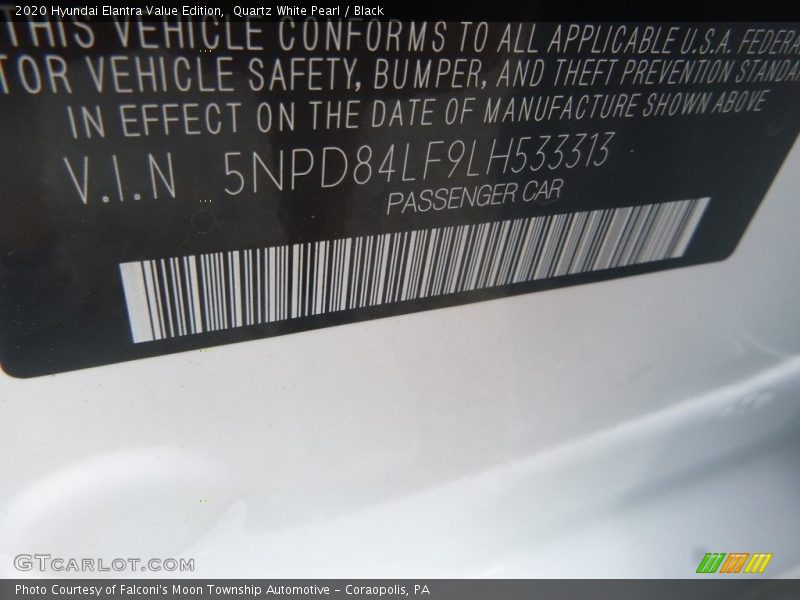 2020 Hyundai Elantra Value Edition,  Quartz White Pearl / Black
THIS VEHICLE CONFORMS TO ALL APPLICABLE U.S.A. FEDERA
TOR VEHICLE SAFETY, BUMPER, AND THEFT PREVENTION STANDA
IN EFFECT ON THE DATE OF MANUFACTURE SHOWN ABOVE
V.I.N 5NPD84LF9LH533313
PASSENGER CAR
GTCARLOT.COM
Photo Courtesy of Falconi's Moon Township Automotive – Coraopolis, PA